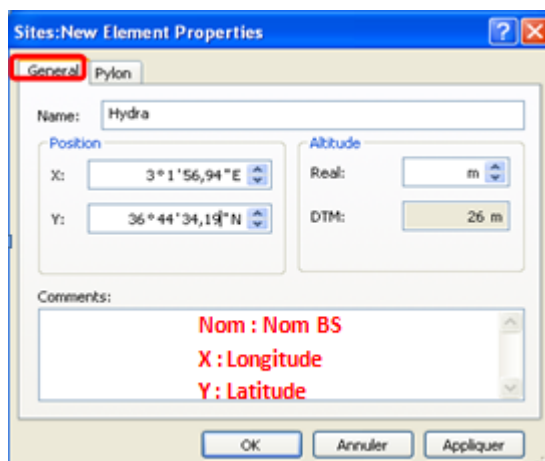 Sites:New Element Properties
General Pylon
Name: Hydra
Position
X: 3°1'56,94"E
Y: 36°44'34,19"N
Altitude
Real: m
DTM: 26 m
Comments:
Nom : Nom BS
X : Longitude
Y : Latitude
OK Annuler Appliquer